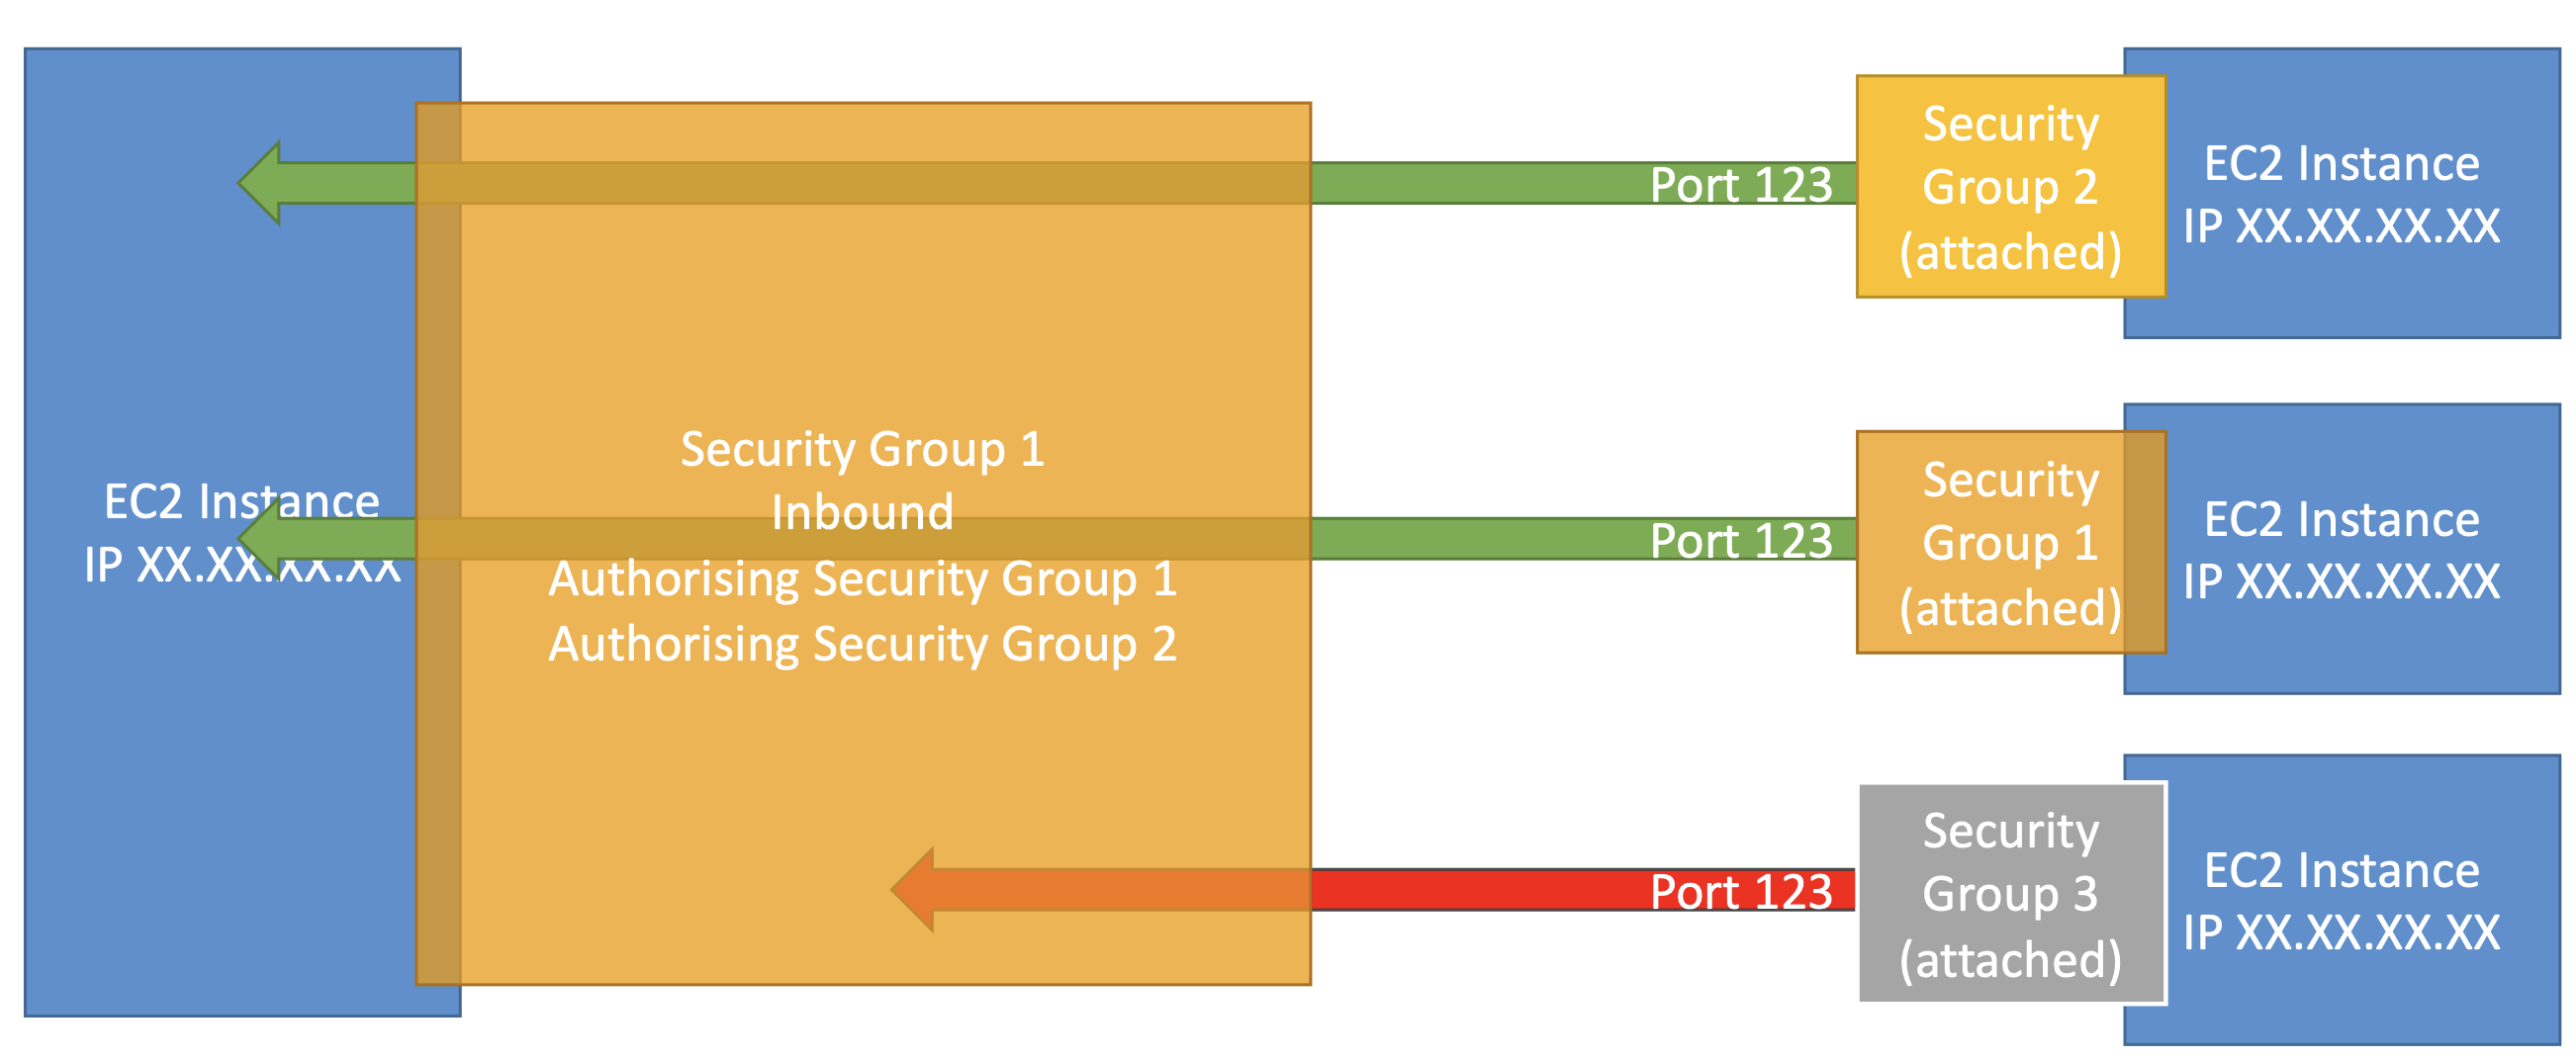 EC2 Instance
IP XX.XX.XX.XX
Security Group 1
Inbound
Authorising Security Group 1
Authorising Security Group 2
Port 123
Security
Group 2
(attached)
EC2 Instance
IP XX.XX.XX.XX
Port 123
Security
Group 1
(attached)
EC2 Instance
IP XX.XX.XX.XX
Port 123
Security
Group 3
(attached)
EC2 Instance
IP XX.XX.XX.XX